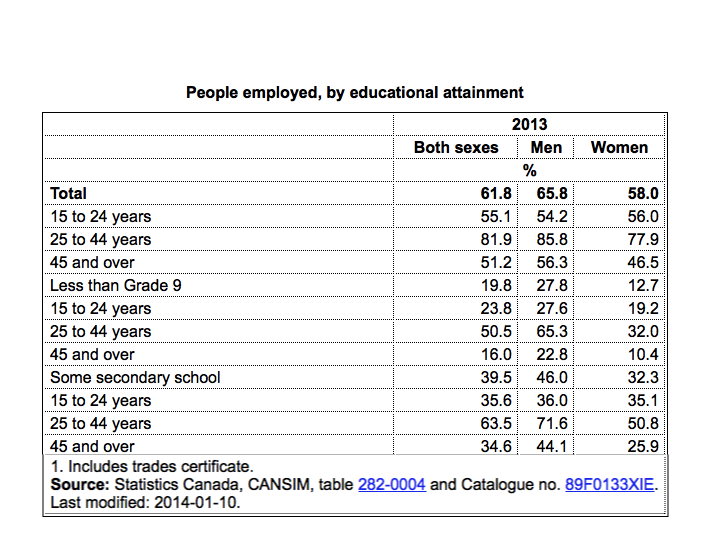 People employed, by educational attainment
2013
Both sexes Men Women
%
Total 61.8 65.8 58.0
15 to 24 years 55.1 54.2 56.0
25 to 44 years 81.9 85.8 77.9
45 and over 51.2 56.3 46.5
Less than Grade 9 19.8 27.8 12.7
15 to 24 years 23.8 27.6 19.2
25 to 44 years 50.5 65.3 32.0
45 and over 16.0 22.8 10.4
Some secondary school 39.5 46.0 32.3
15 to 24 years 35.6 36.0 35.1
25 to 44 years 63.5 71.6 50.8
45 and over 34.6 44.1 25.9
1. Includes trades certificate.
Source: Statistics Canada, CANSIM, table 282-0004 and Catalogue no. 89F0133XIE.
Last modified: 2014-01-10.